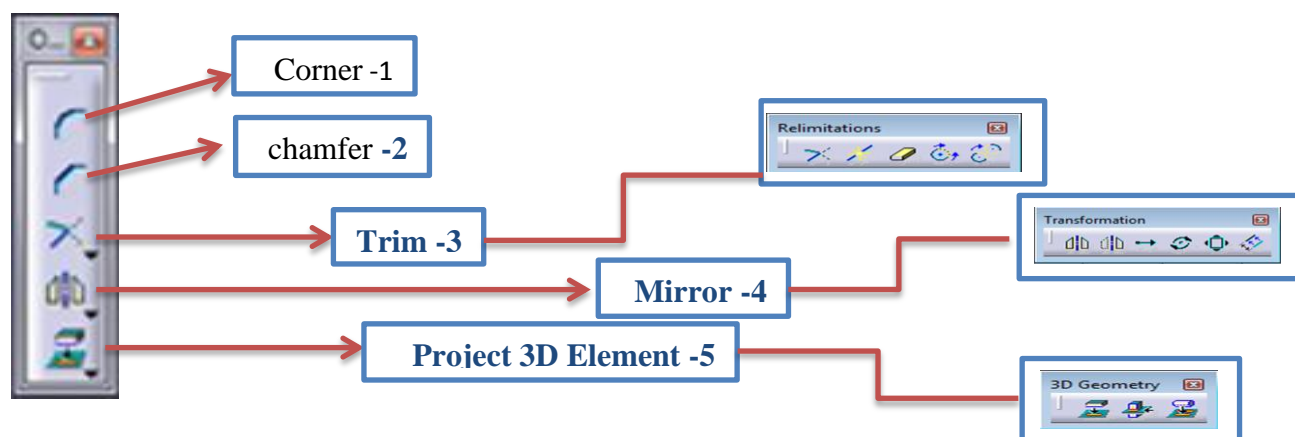 O...
Corner -1
chamfer -2
Relimitations
Trim -3
Transformation
Mirror -4
Project 3D Element -5
3D Geometry